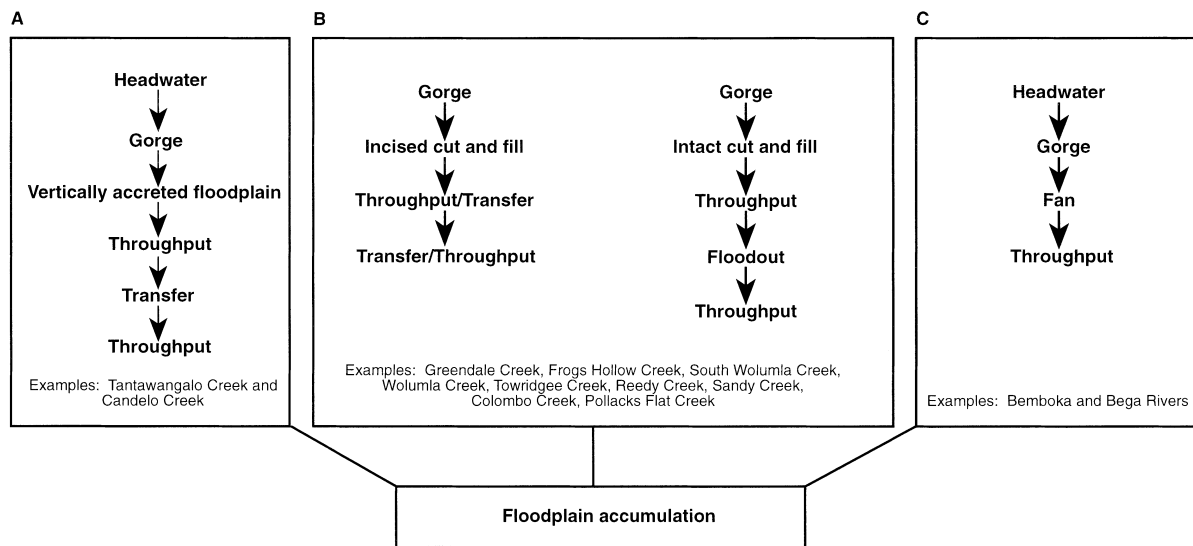 A
Headwater
Gorge
Vertically accreted floodplain
Throughput
Transfer
Throughput
Examples: Tantawangalo Creek and
Candelo Creek
B
Gorge
Incised cut and fill
Throughput/Transfer
Transfer/Throughput
Gorge
Intact cut and fill
Throughput
Floodout
Throughput
Examples: Greendale Creek, Frogs Hollow Creek, South Wolumla Creek,
Wolumla Creek, Towridgee Creek, Reedy Creek, Sandy Creek,
Colombo Creek, Pollacks Flat Creek
C
Headwater
Gorge
Fan
Throughput
Examples: Bemboka and Bega Rivers
Floodplain accumulation